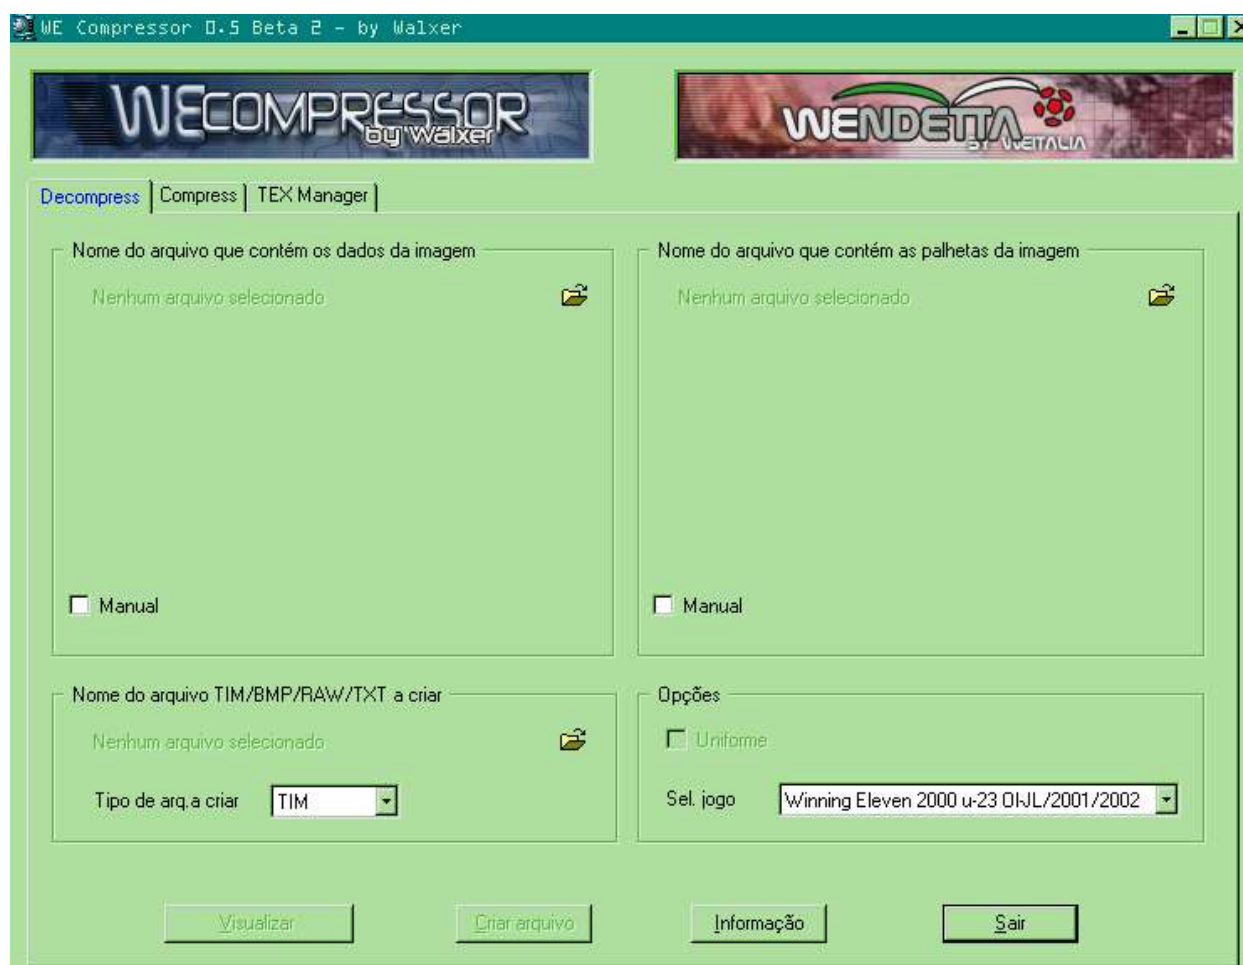 WE Compressor 0.5 Beta 2 - by Walxer
WECOMPRESSOR
by Walxer
WENDETTA
BY WEITALIA
Decompress Compress TEX Manager
Nome do arquivo que contém os dados da imagem
Nenhum arquivo selecionado
Manual
Nome do arquivo que contém as palhetas da imagem
Nenhum arquivo selecionado
Manual
Nome do arquivo TIM/BMP/RAW/TXT a criar
Nenhum arquivo selecionado
Tipo de arq.a criar TIM
Opções
Uniforme
Sel. jogo Winning Eleven 2000 u-23 OIJL/2001/2002
Visualizar Criar arquivo Informação Sair